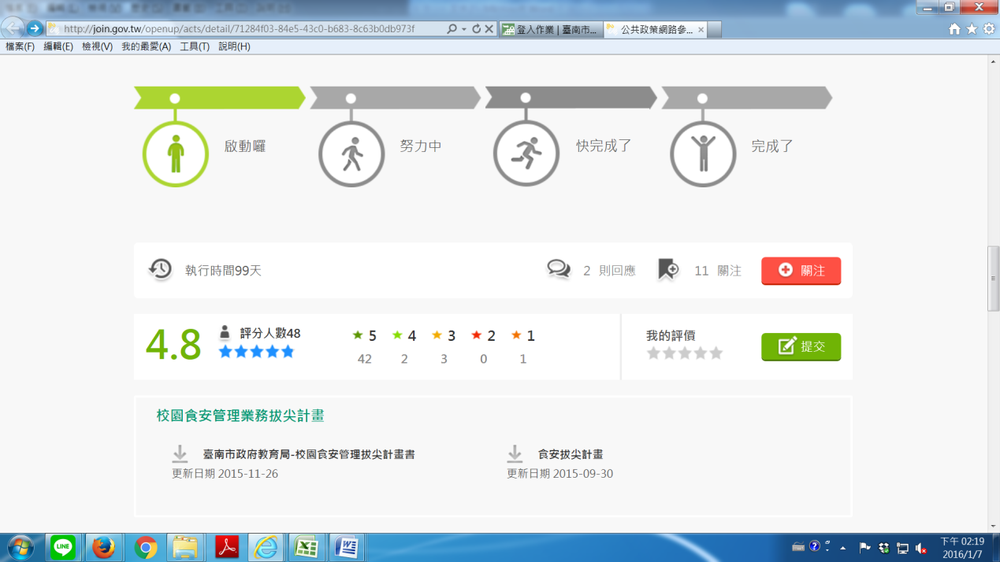 http://join.gov.tw/openup/acts/detail/71284f03-84e5-43c0-b683-8c63b0db973f
登入作業 | 臺南市...
公共政策網路參...
檔案(F) 編輯(E) 檢視(V) 我的最愛(A) 工具(T) 說明(H)
啟動囉
努力中
快完成了
完成了
執行時間99天
2 則回應
11 關注
關注
4.8
評分人數48
5 4 3 2 1
42 2 3 0 1
我的評價
提交
校園食安管理業務拔尖計畫
臺南市政府教育局-校園食安管理拔尖計畫書
更新日期 2015-11-26
食安拔尖計畫
更新日期 2015-09-30
LINE
下午 02:19
2016/1/7